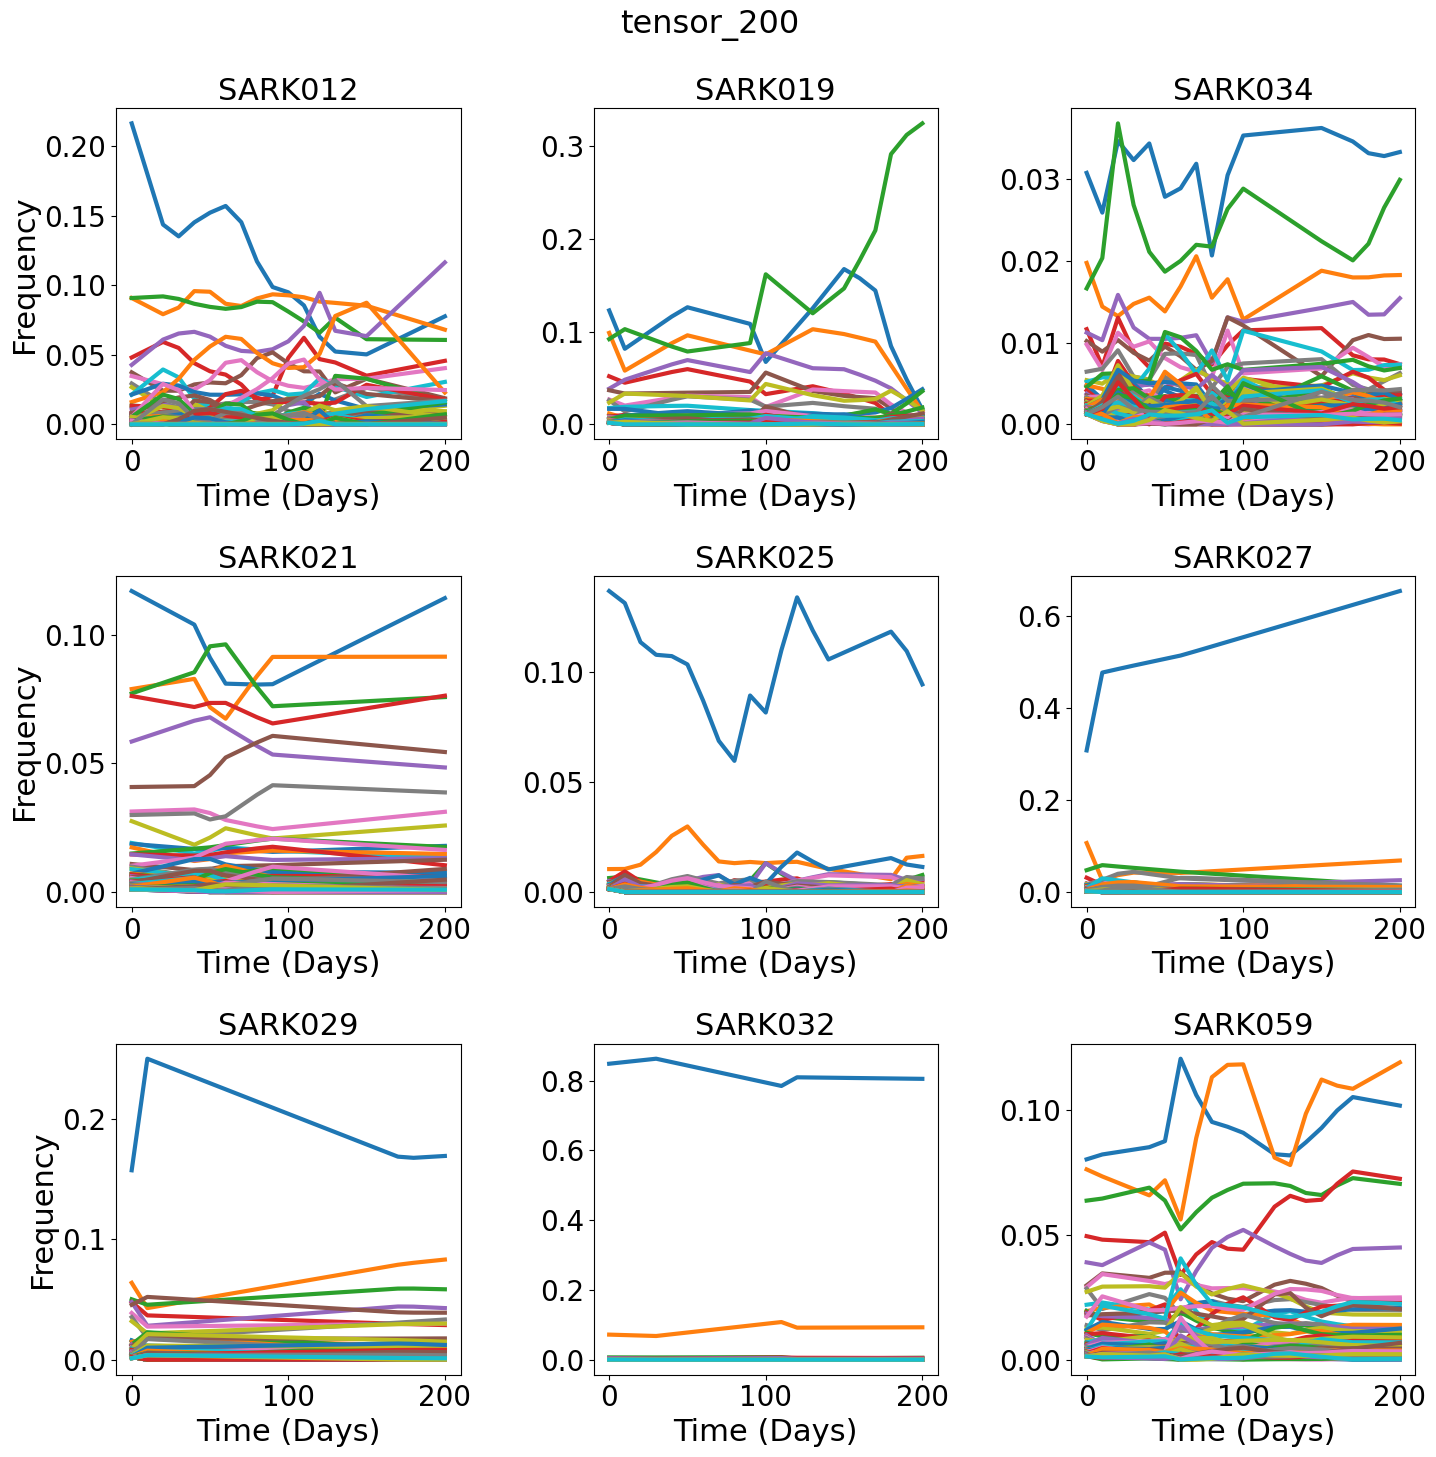 tensor_200
SARK012 SARK019 SARK034
Frequency
0.20
0.15
0.10
0.05
0.00
0.3
0.2
0.1
0.0
0.03
0.02
0.01
0.00
0 100 200 0 100 200 0 100 200
Time (Days) Time (Days) Time (Days)
SARK021 SARK025 SARK027
Frequency
0.10
0.05
0.00
0.10
0.05
0.00
0.6
0.4
0.2
0.0
0 100 200 0 100 200 0 100 200
Time (Days) Time (Days) Time (Days)
SARK029 SARK032 SARK059
Frequency
0.2
0.1
0.0
0.8
0.6
0.4
0.2
0.0
0.10
0.05
0.00
0 100 200 0 100 200 0 100 200
Time (Days) Time (Days) Time (Days)